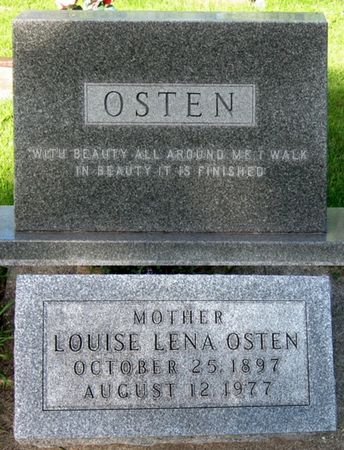 OSTEN
"WITH BEAUTY ALL AROUND ME, I WALK
IN BEAUTY IT IS FINISHED"
MOTHER
LOUISE LENA OSTEN
OCTOBER 25, 1897
AUGUST 12, 1977